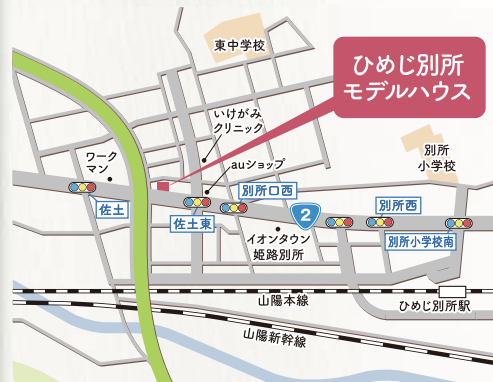 東中学校
ひめじ別所
モデルハウス
いけがみ
クリニック
別所
小学校
ワーク
マン
auショップ
別所口西
佐土
佐土東
2
別所西
イオンタウン
姫路別所
別所小学校南
山陽本線
ひめじ別所駅
山陽新幹線